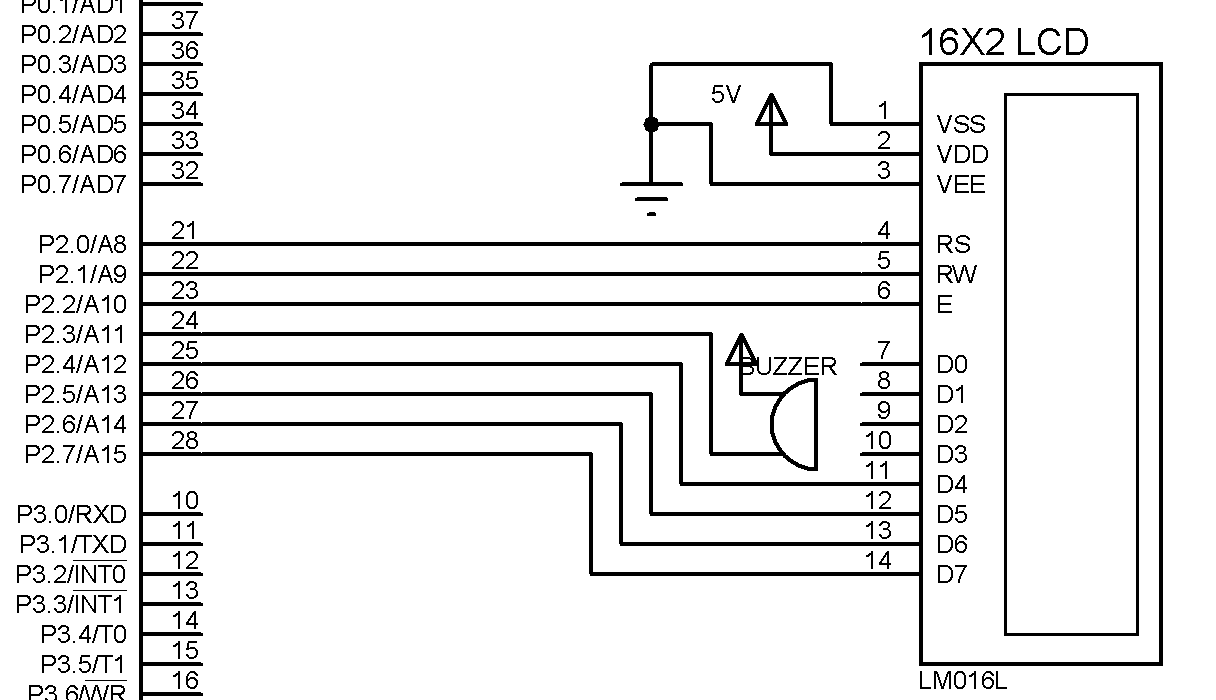 P0.1/AD1
P0.2/AD2 37
P0.3/AD3 36
P0.4/AD4 35
P0.5/AD5 34
P0.6/AD6 33
P0.7/AD7 32
P2.0/A8 21
P2.1/A9 22
P2.2/A10 23
P2.3/A11 24
P2.4/A12 25
P2.5/A13 26
P2.6/A14 27
P2.7/A15 28
P3.0/RXD 10
P3.1/TXD 11
P3.2/INT0 12
P3.3/INT1 13
P3.4/T0 14
P3.5/T1 15
P3.6/WR 16
5V
BUZZER
16X2 LCD
1 VSS
2 VDD
3 VEE
4 RS
5 RW
6 E
7 D0
8 D1
9 D2
10 D3
11 D4
12 D5
13 D6
14 D7
LM016L